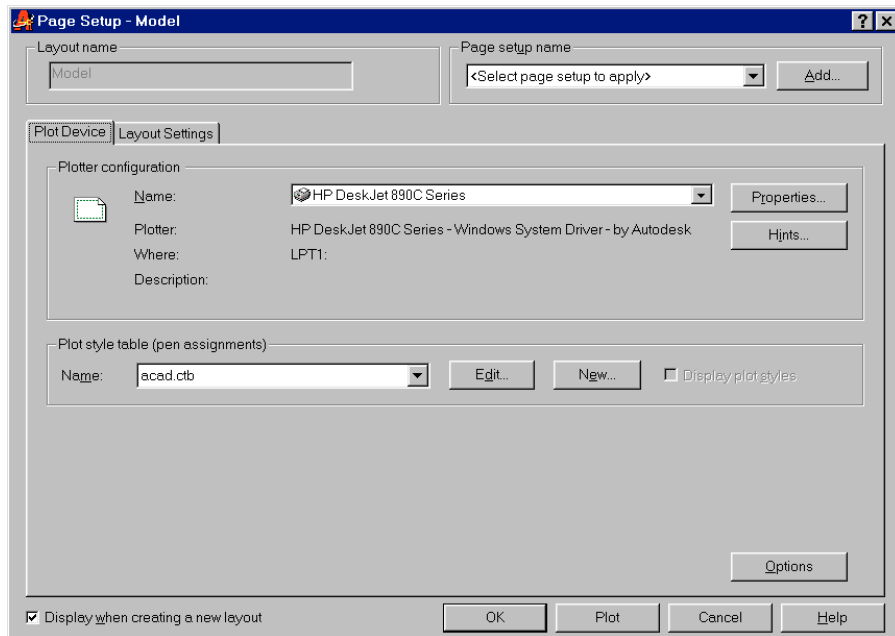 Page Setup - Model
Layout name
Model
Page setup name
<Select page setup to apply>
Add...
Plot Device
Layout Settings
Plotter configuration
Name: HP DeskJet 890C Series
Properties...
Plotter: HP DeskJet 890C Series - Windows System Driver - by Autodesk
Hints...
Where: LPT1:
Description:
Plot style table (pen assignments)
Name: acad.ctb Edit... New... Display plot styles
Options
Display when creating a new layout OK Plot Cancel Help